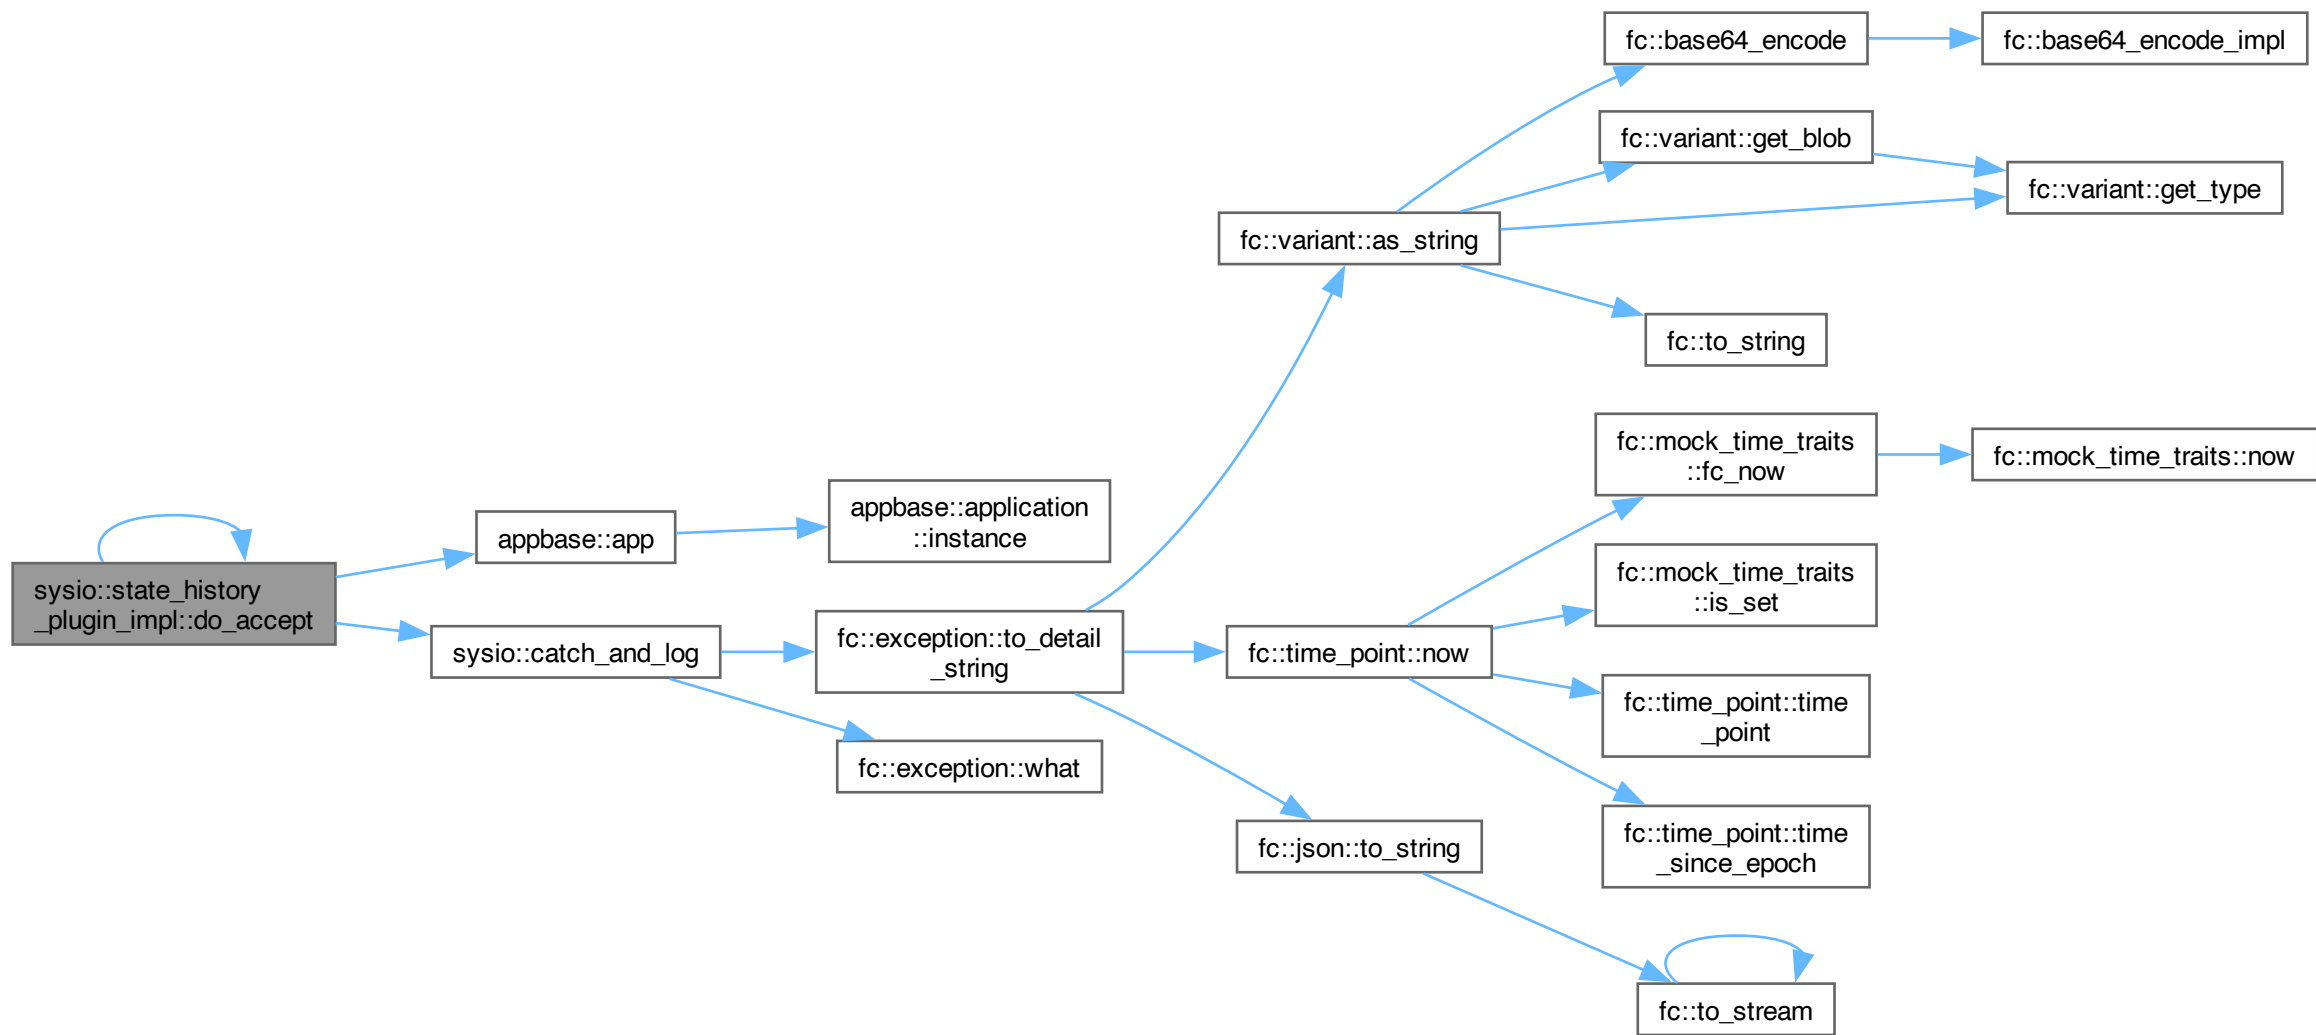 sysio::state_history
_plugin_impl::do_accept
appbase::app
appbase::application
::instance
sysio::catch_and_log
fc::exception::to_detail
_string
fc::exception::what
fc::variant::as_string
fc::base64_encode
fc::base64_encode_impl
fc::variant::get_blob
fc::variant::get_type
fc::to_string
fc::time_point::now
fc::mock_time_traits
::fc_now
fc::mock_time_traits::now
fc::mock_time_traits
::is_set
fc::time_point::time
_point
fc::time_point::time
_since_epoch
fc::json::to_string
fc::to_stream